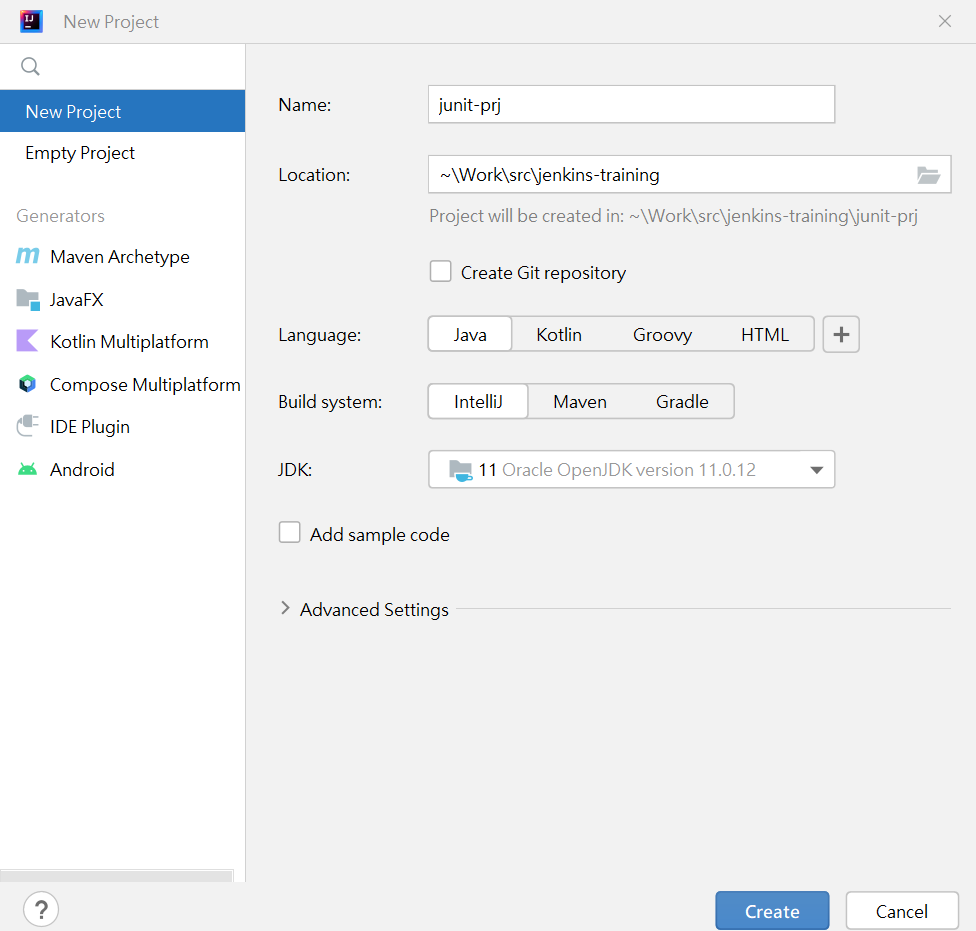 New Project
New Project
Empty Project
Generators
Maven Archetype
JavaFX
Kotlin Multiplatform
Compose Multiplatform
IDE Plugin
Android
Name: junit-prj
Location: ~\Work\src\jenkins-training
Project will be created in: ~\Work\src\jenkins-training\junit-prj
Create Git repository
Language: Java Kotlin Groovy HTML +
Build system: IntelliJ Maven Gradle
JDK: 11 Oracle OpenJDK version 11.0.12
Add sample code
Advanced Settings
? Create Cancel